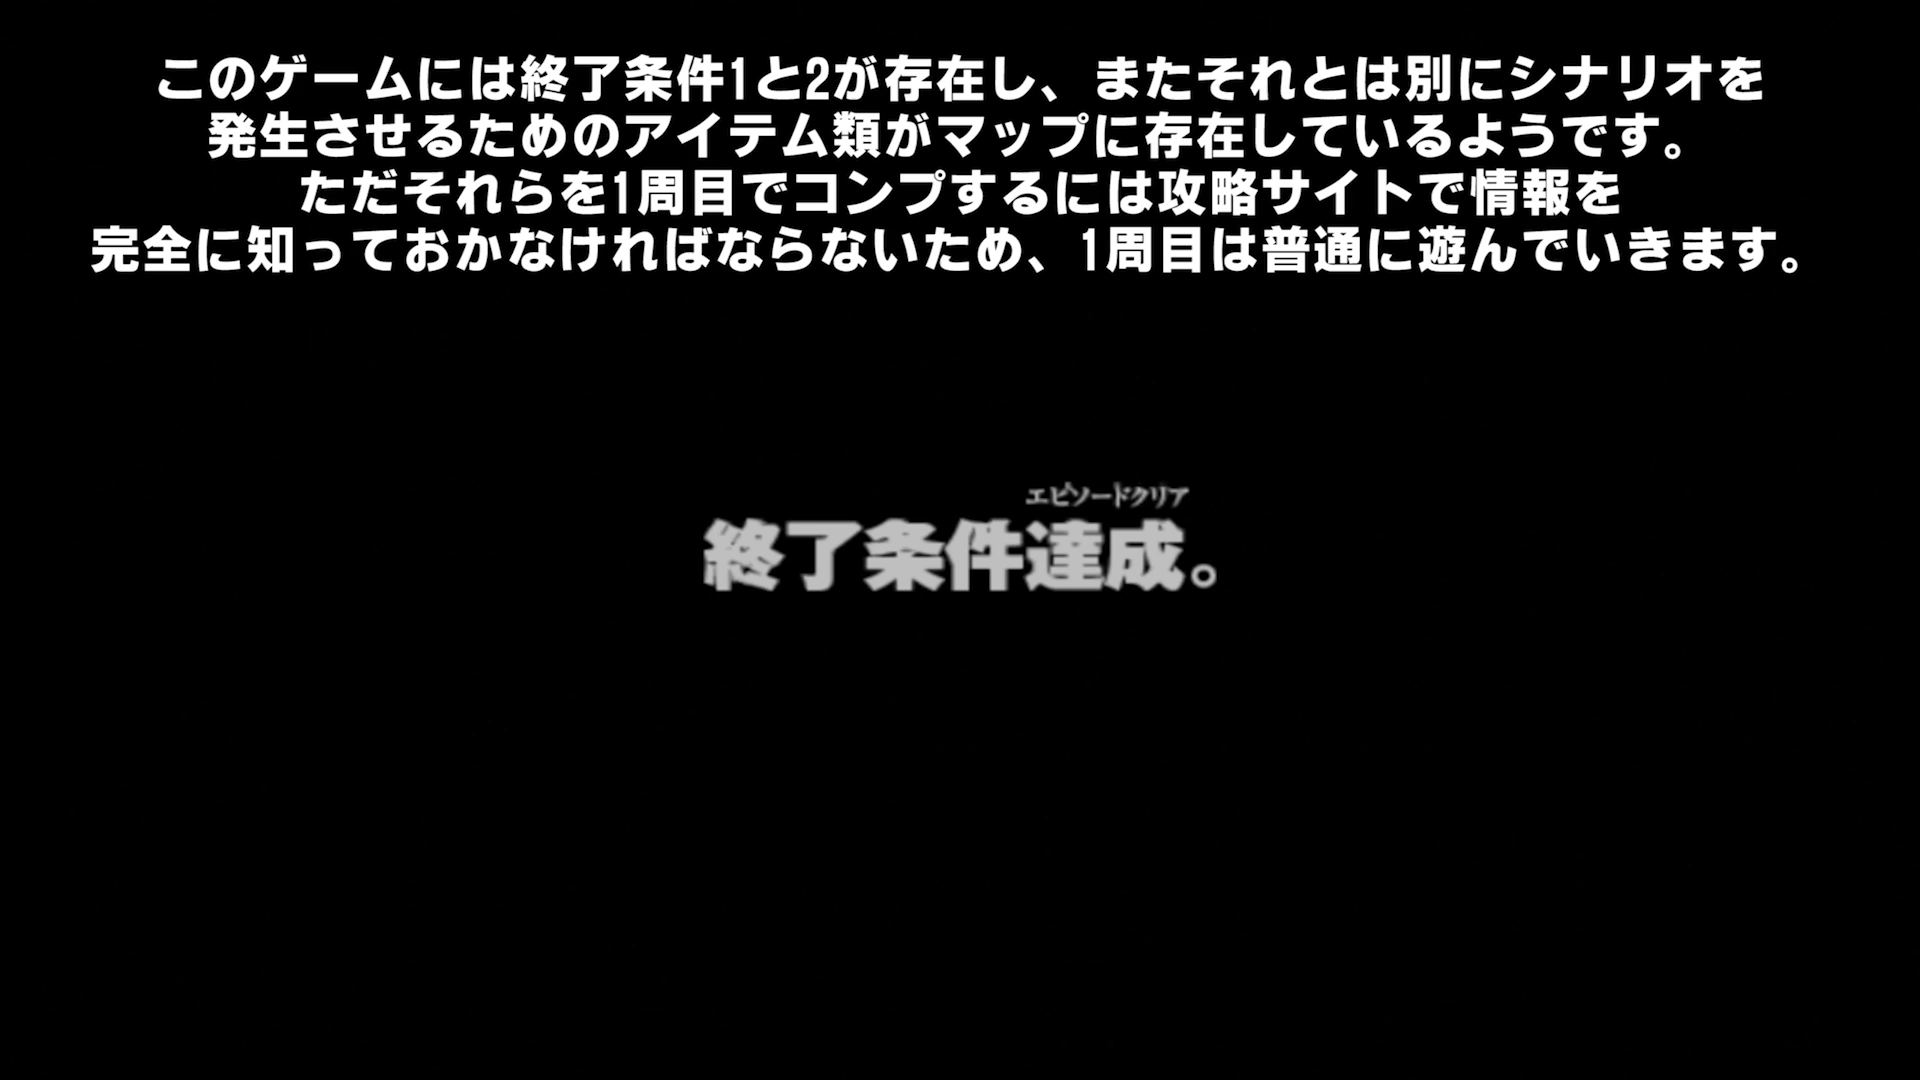 このゲームには終了条件1と2が存在し、またそれとは別にシナリオを
発生させるためのアイテム類がマップに存在しているようです。
ただそれらを1周目でコンプするには攻略サイトで情報を
完全に知っておかなければならないため、1周目は普通に遊んでいきます。
エピソードクリア
終了条件達成。